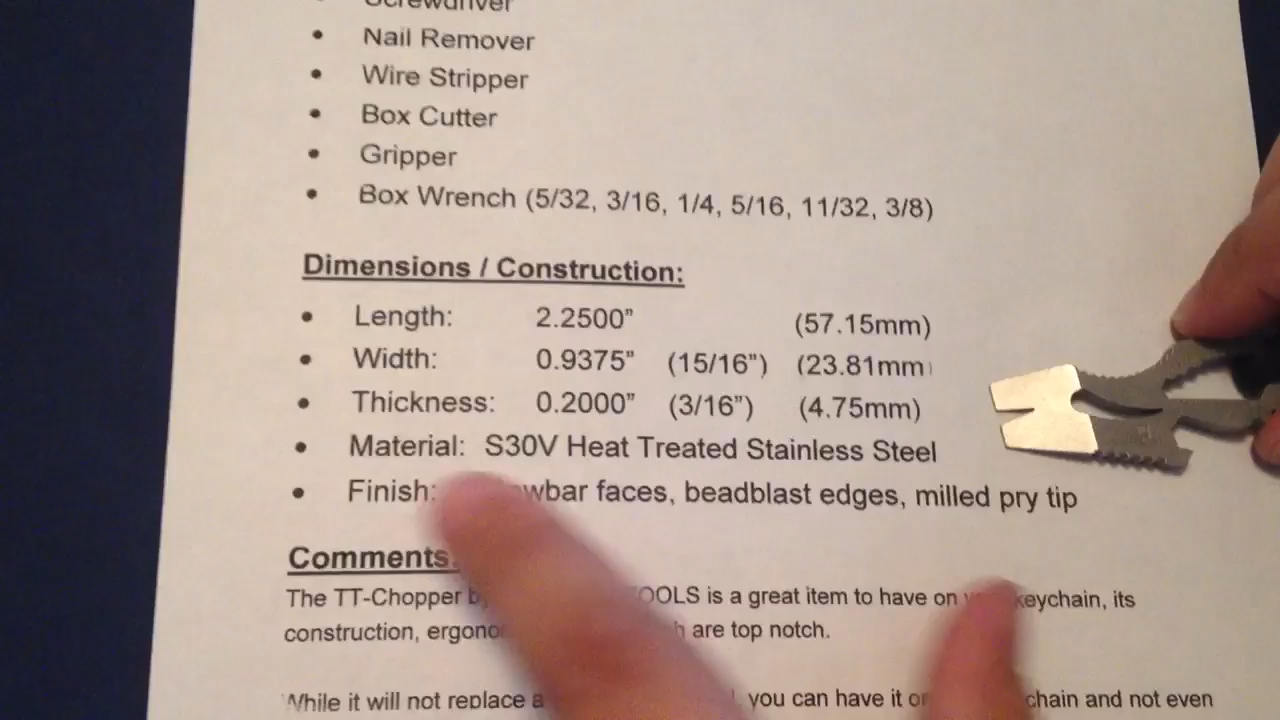 Screwdriver
• Nail Remover
• Wire Stripper
• Box Cutter
• Gripper
• Box Wrench (5/32, 3/16, 1/4, 5/16, 11/32, 3/8)
Dimensions / Construction:
• Length: 2.2500” (57.15mm)
• Width: 0.9375” (15/16”) (23.81mm)
• Thickness: 0.2000” (3/16”) (4.75mm)
• Material: S30V Heat Treated Stainless Steel
• Finish: faces, beadblast edges, milled pry tip
Comments:
The TT-Chopper is a great item to have on keychain, its
construction, are top notch.
While it will not replace you can have it and not even